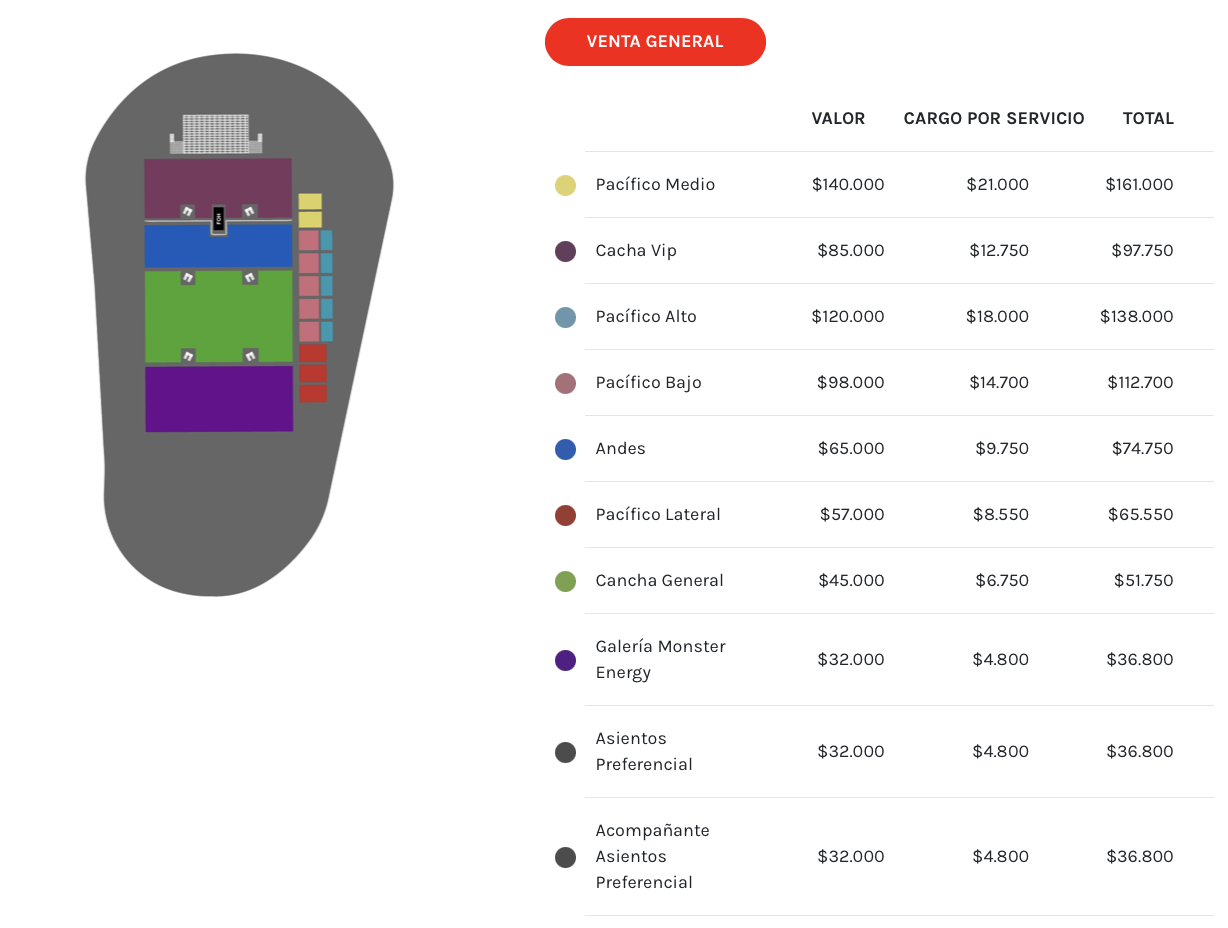 VENTA GENERAL
VALOR CARGO POR SERVICIO TOTAL
Pacífico Medio $140.000 $21.000 $161.000
Cacha Vip $85.000 $12.750 $97.750
Pacífico Alto $120.000 $18.000 $138.000
Pacífico Bajo $98.000 $14.700 $112.700
Andes $65.000 $9.750 $74.750
Pacífico Lateral $57.000 $8.550 $65.550
Cancha General $45.000 $6.750 $51.750
Galería Monster
Energy $32.000 $4.800 $36.800
Asientos
Preferencial $32.000 $4.800 $36.800
Acompañante
Asientos $32.000 $4.800 $36.800
Preferencial
FOH